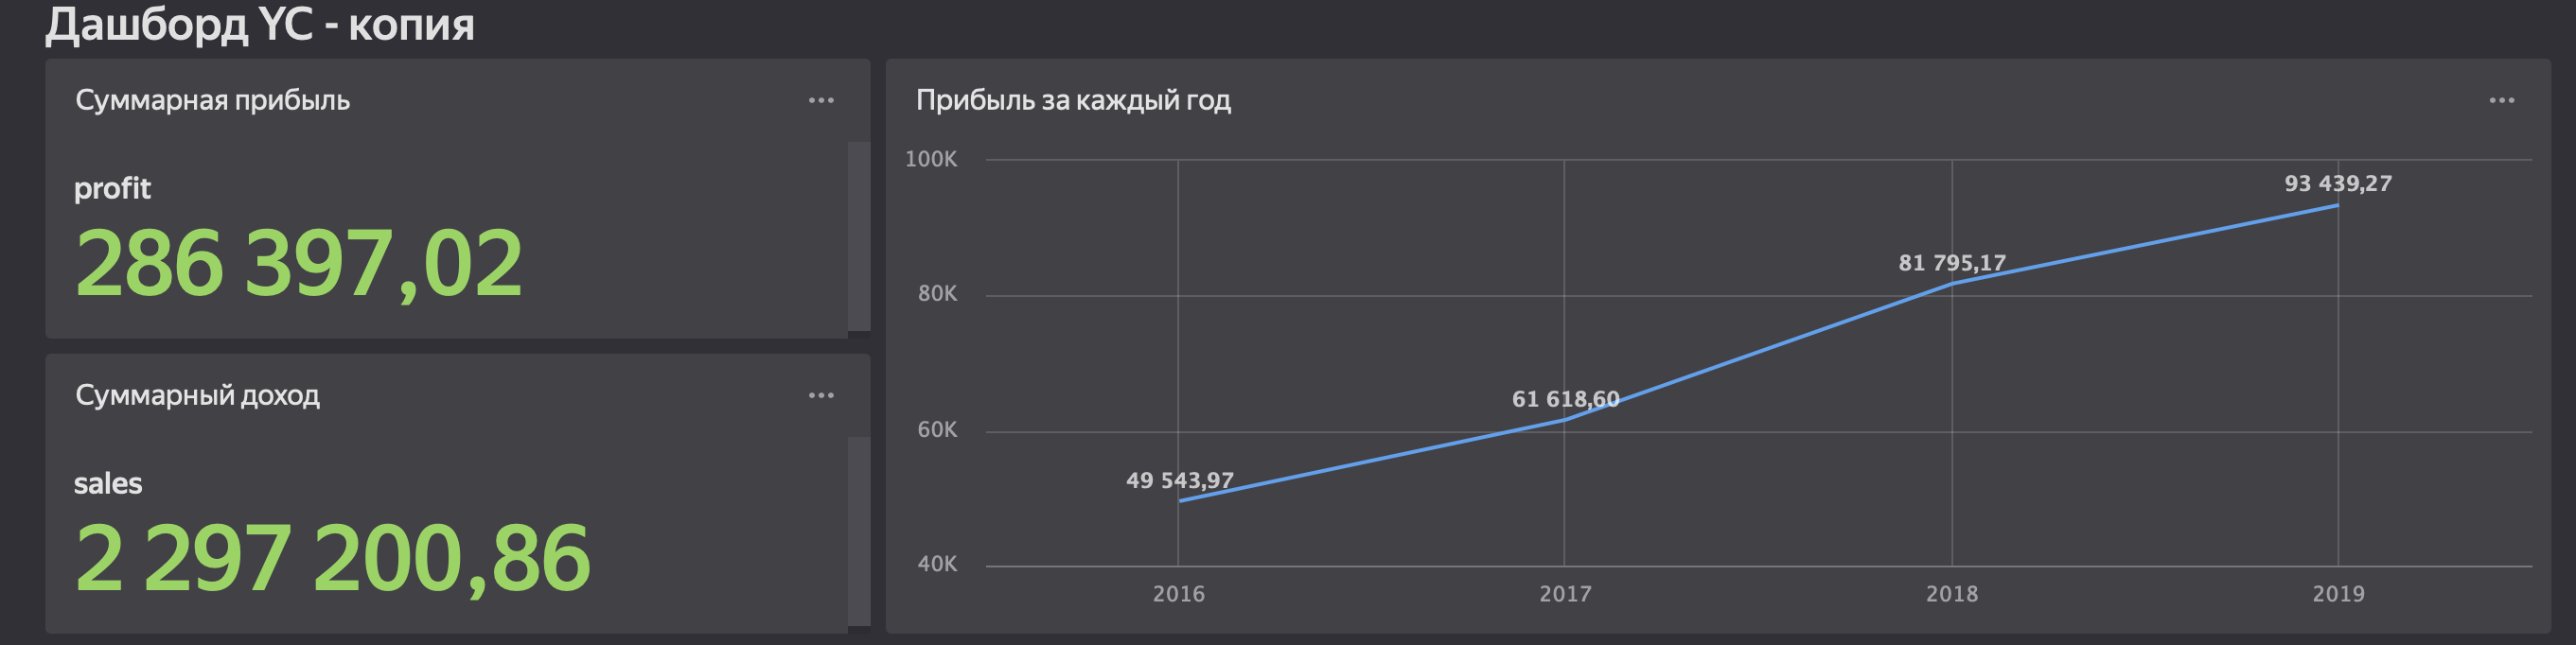 Дашборд YC - копия
Суммарная прибыль
profit
286 397,02
Суммарный доход
sales
2 297 200,86
Прибыль за каждый год
100K
80K
60K
40K
49 543,97
61 618,60
81 795,17
93 439,27
2016 2017 2018 2019